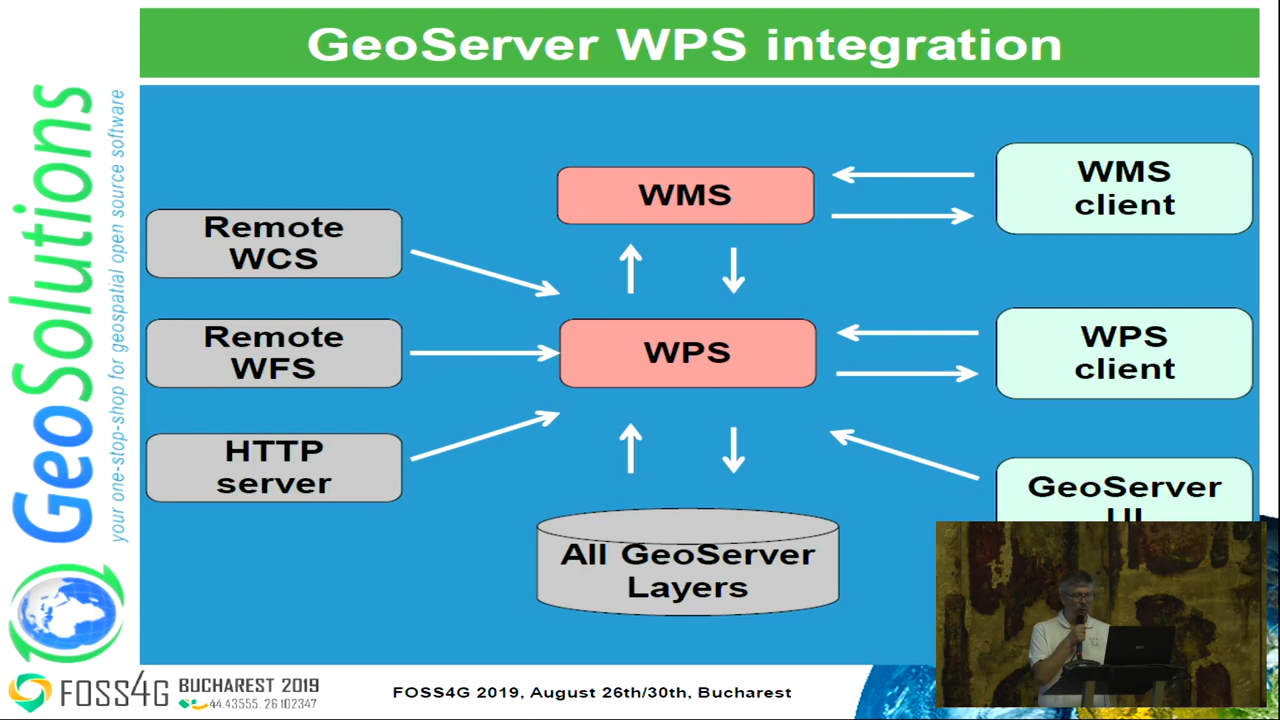 GeoServer WPS integration
GeoSolutions
your one-stop-shop for geospatial open source software
WMS
WMS
client
Remote
WCS
Remote
WFS
WPS
WPS
client
HTTP
server
GeoServer
UI
All GeoServer
Layers
FOSS4G
BUCHAREST 2019
44.43555, 26.102347
FOSS4G 2019, August 26th/30th, Bucharest